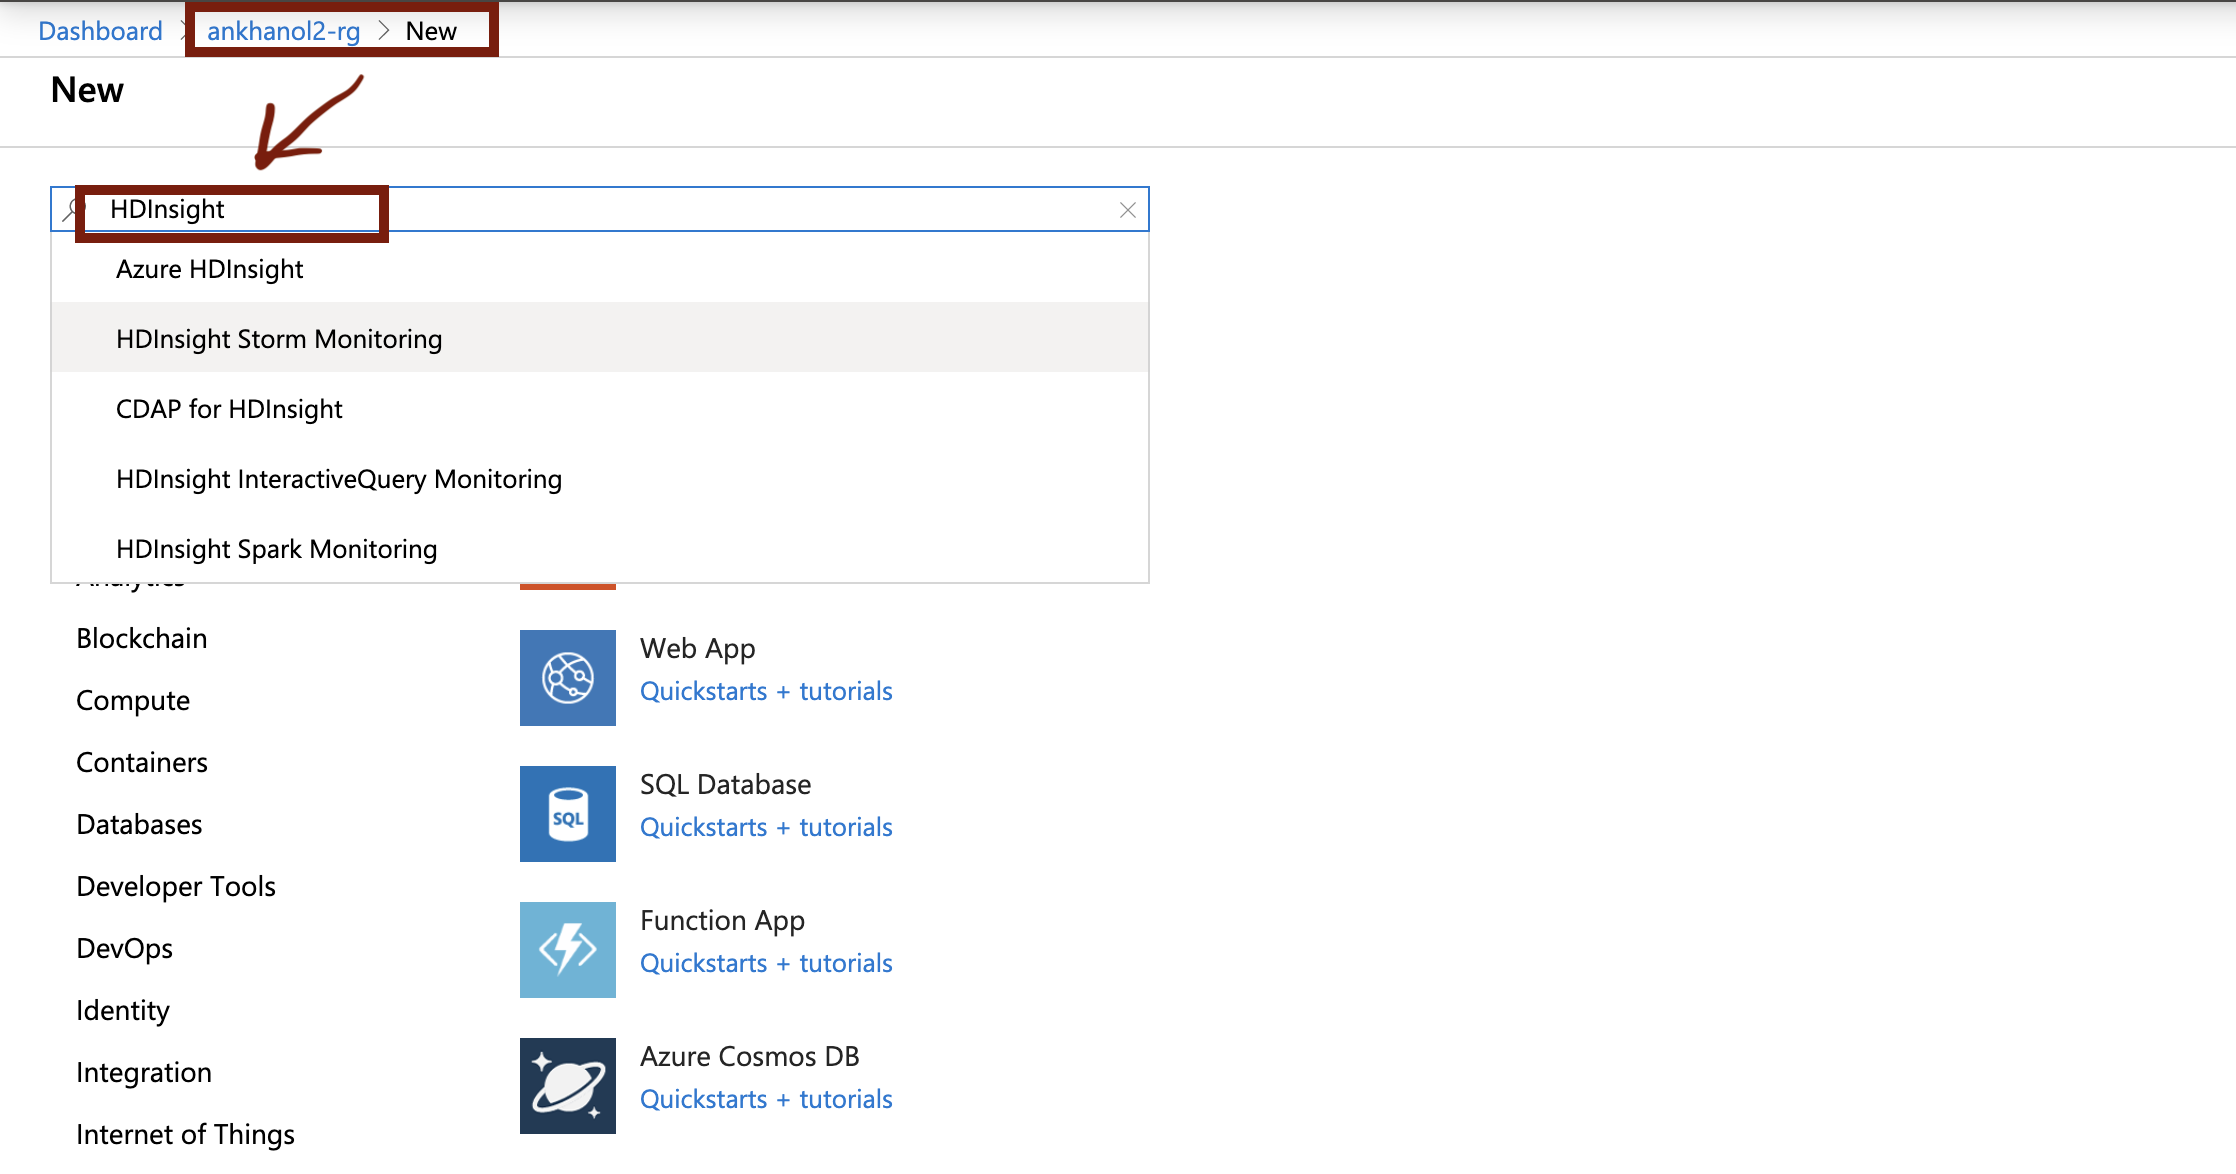 Dashboard > ankhanol2-rg > New
New
HDInsight
Azure HDInsight
HDInsight Storm Monitoring
CDAP for HDInsight
HDInsight InteractiveQuery Monitoring
HDInsight Spark Monitoring
Analytics
Blockchain
Compute
Containers
Databases
Developer Tools
DevOps
Identity
Integration
Internet of Things
Web App
Quickstarts + tutorials
SQL
SQL Database
Quickstarts + tutorials
Function App
Quickstarts + tutorials
Azure Cosmos DB
Quickstarts + tutorials